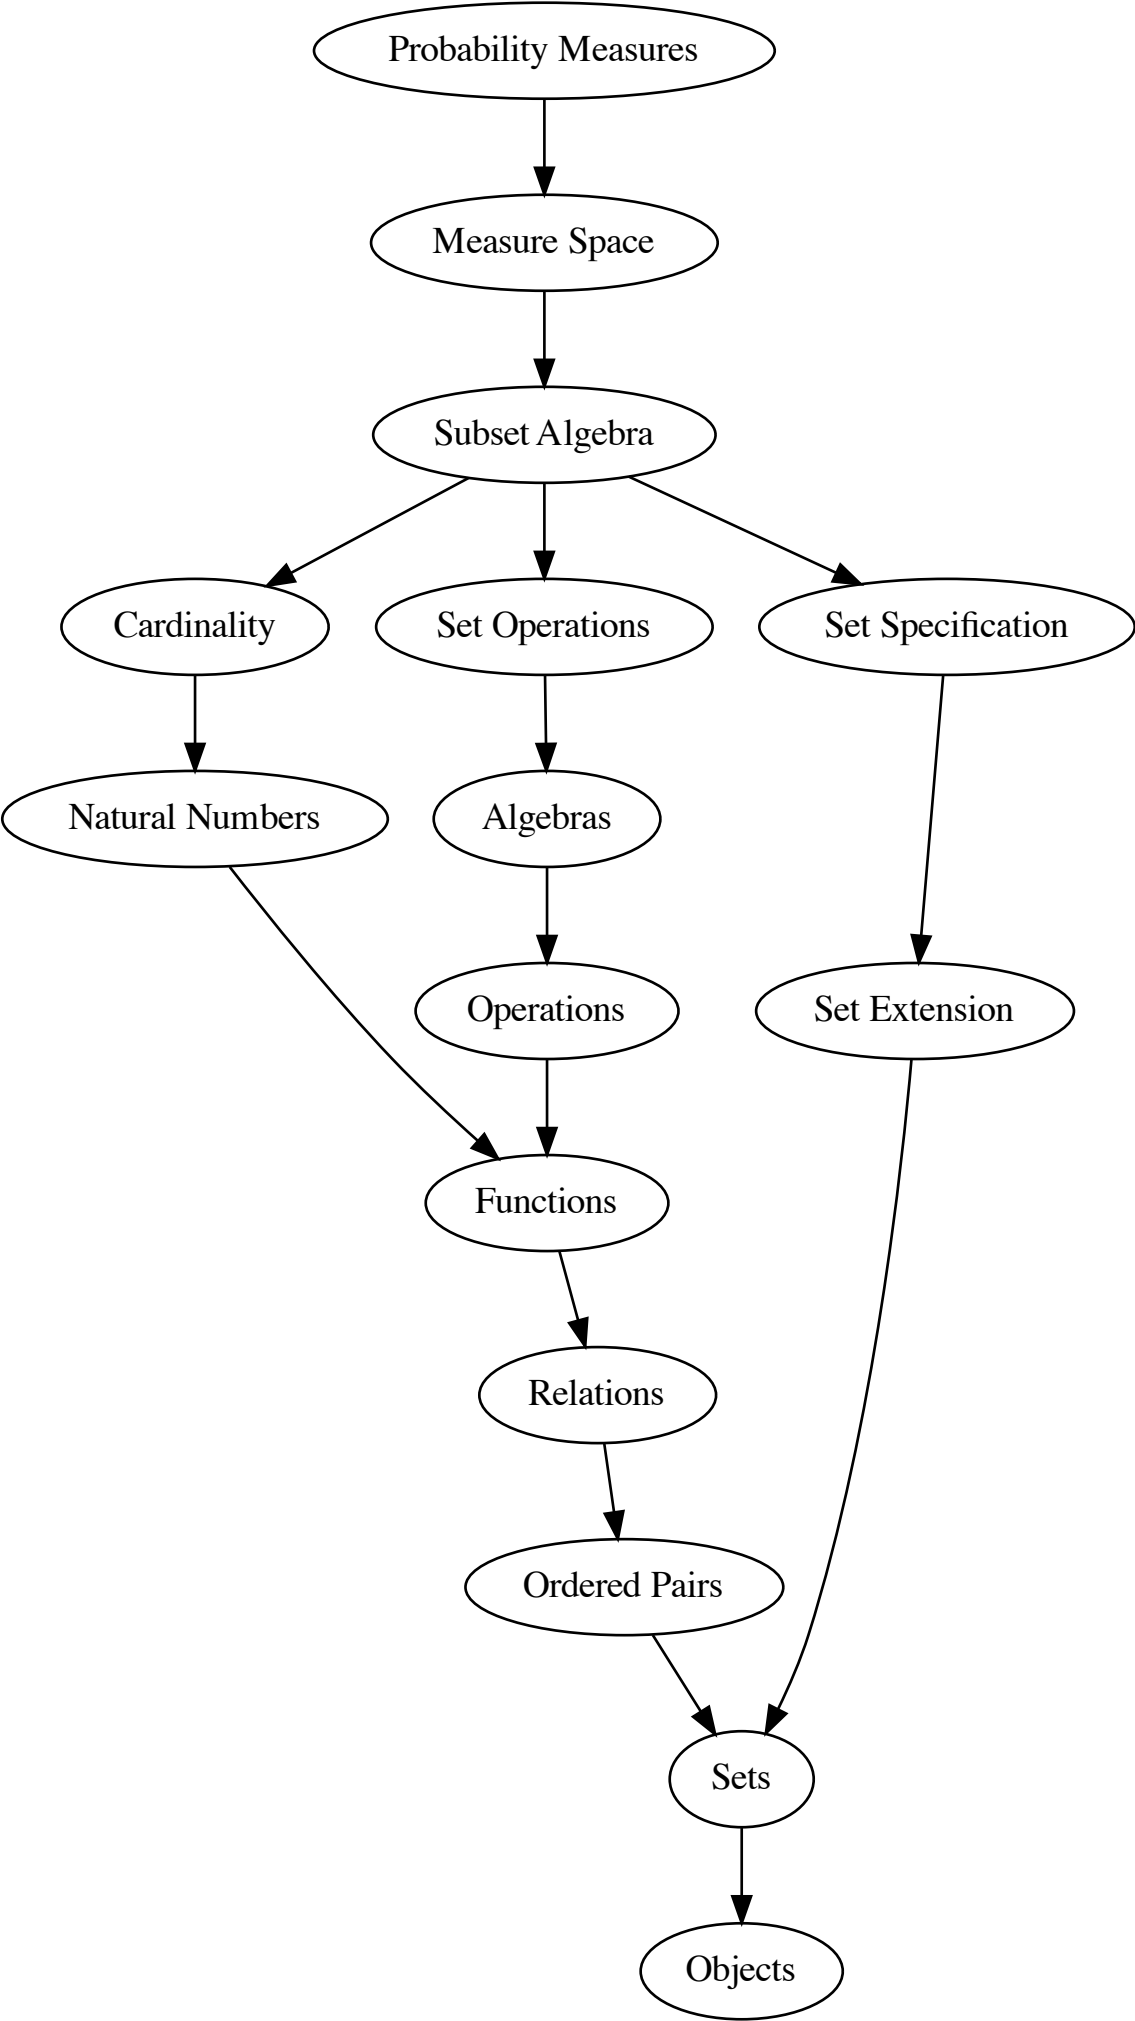 Probability Measures
Measure Space
Subset Algebra
Cardinality
Set Operations
Set Specification
Natural Numbers
Algebras
Operations
Set Extension
Functions
Relations
Ordered Pairs
Sets
Objects